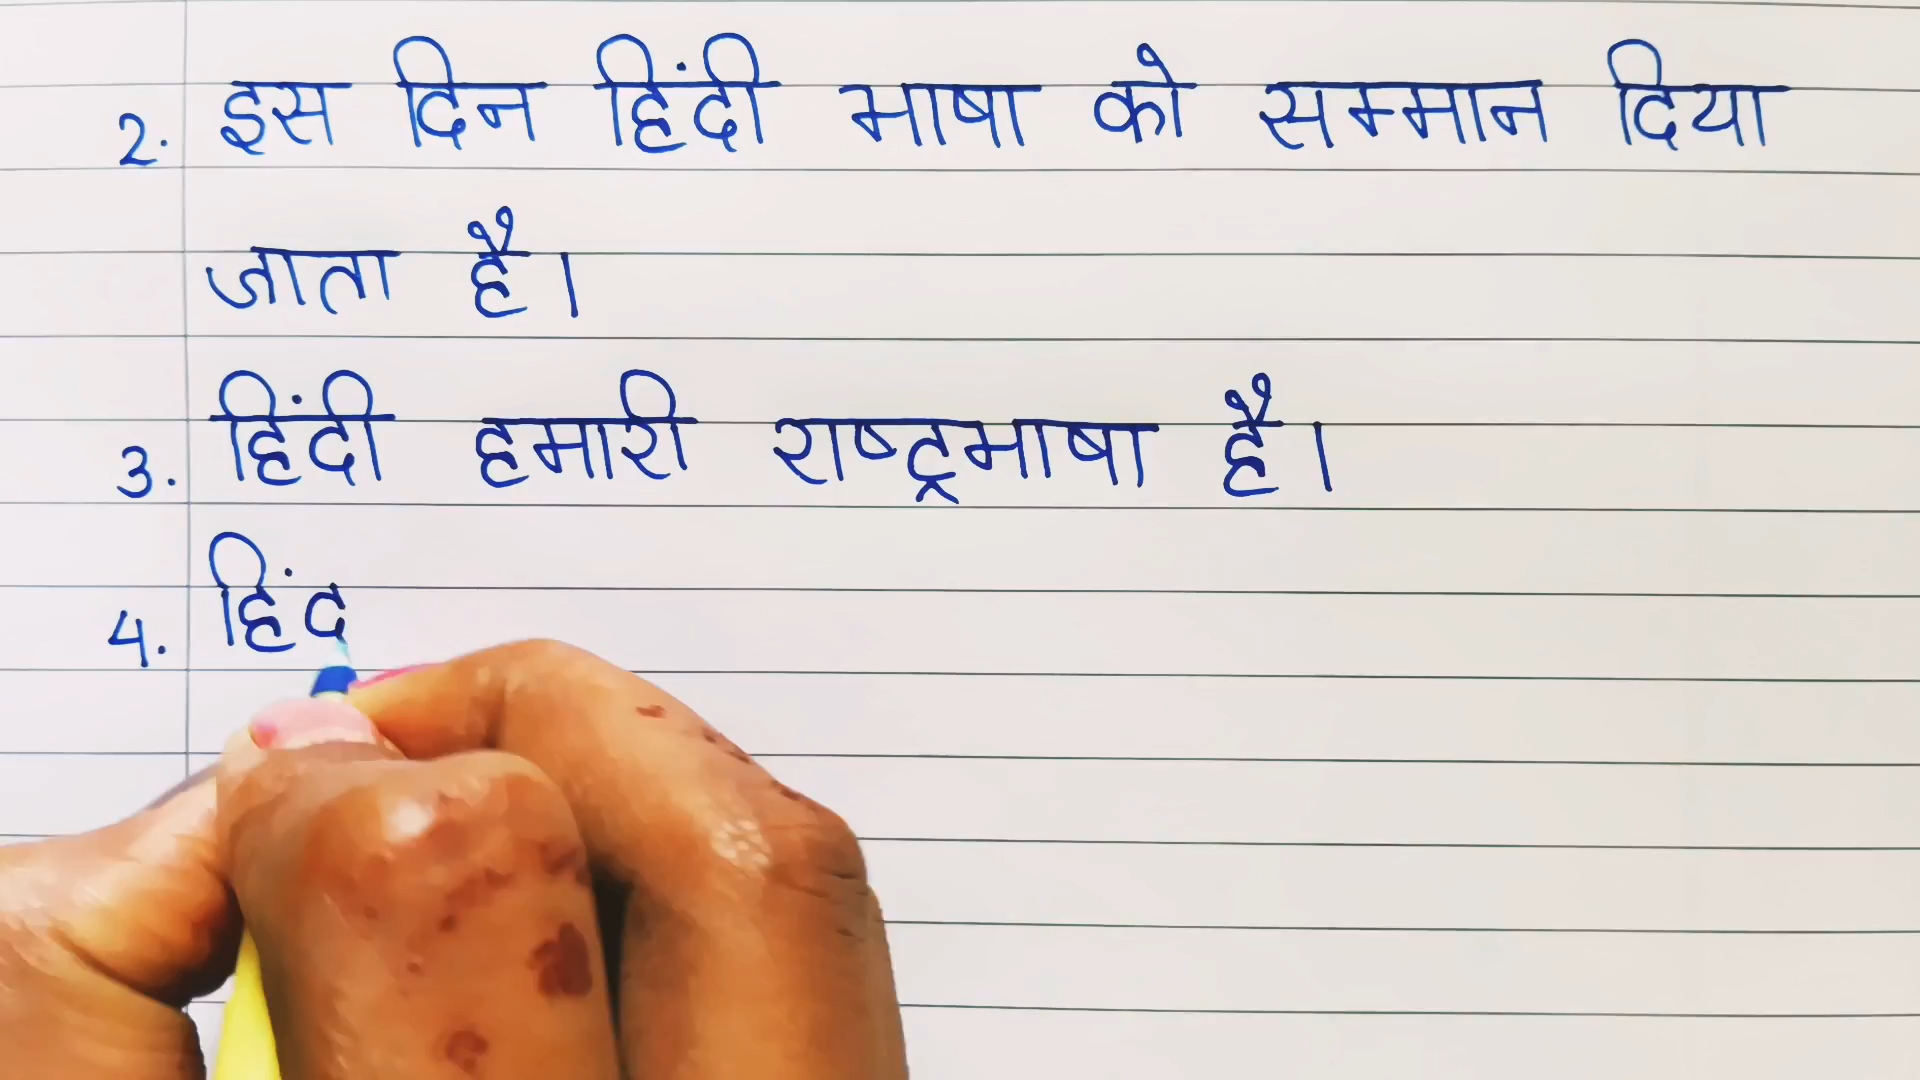 2. इस दिन हिंदी भाषा को सम्मान दिया
जाता है।
3. हिंदी हमारी राष्ट्रभाषा है।
4. हिंद